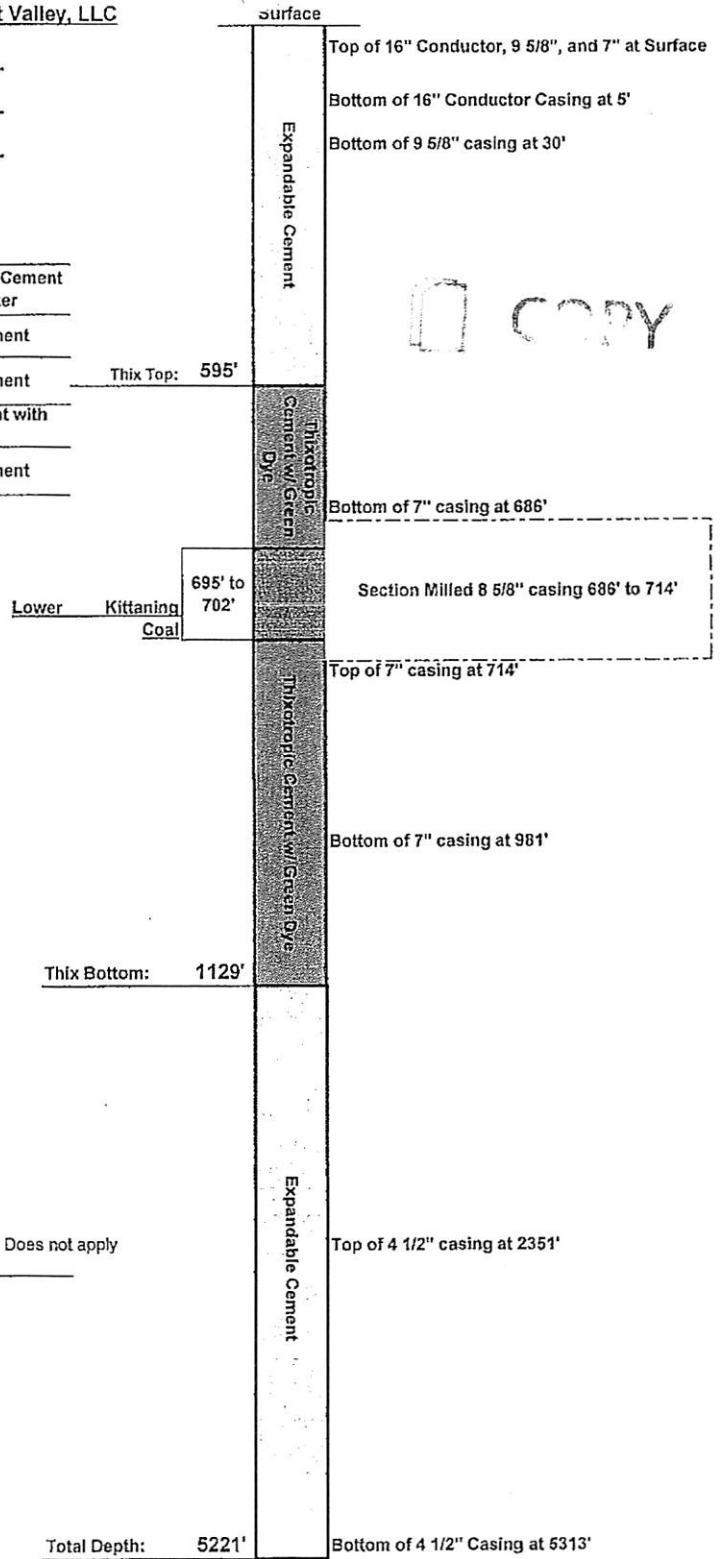 t Valley, LLC
Surface
Top of 16" Conductor, 9 5/8", and 7" at Surface
Bottom of 16" Conductor Casing at 5'
Bottom of 9 5/8" casing at 30'
Expandable Cement
COPY
Cement
er
ment
Thix Top: 595'
ment
t with
ment
Thixotropic
Cement w/ Green
Dye
Bottom of 7" casing at 686'
695' to
702'
Section Milled 8 5/8" casing 686' to 714'
Lower Kittaning
Coal
Top of 7" casing at 714'
Thixotropic Cement w/ Green Dye
Bottom of 7" casing at 981'
Thix Bottom: 1129'
Expandable Cement
Does not apply
Top of 4 1/2" casing at 2351'
Total Depth: 5221'
Bottom of 4 1/2" Casing at 5313'